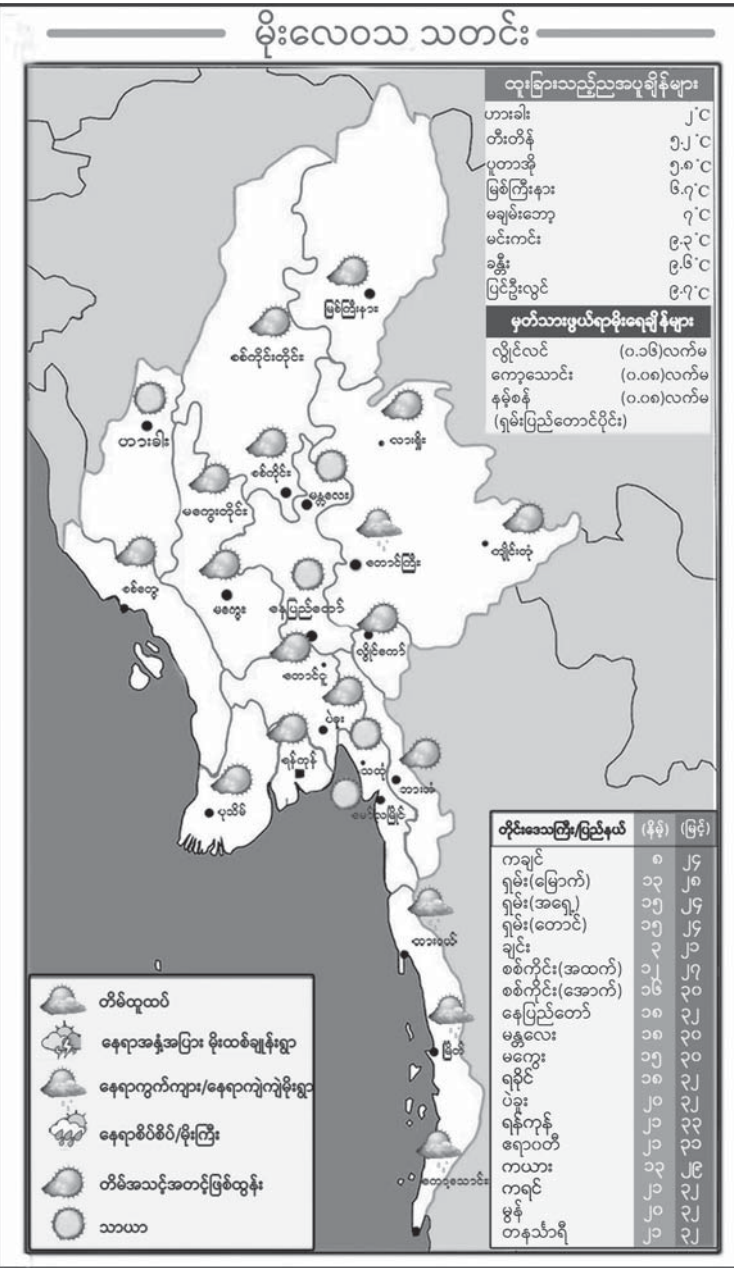 မိုးလေဝသ သတင်း
ထူးခြားသည့်ညအပူချိန်များ
ဟားခါး ၂°C
တီးတိန် ၅.၂°C
ပူတာအို ၅.၈°C
မြစ်ကြီးနား ၆.၇°C
မချမ်းဘော့ ၇°C
မင်းကင်း ၉.၃°C
ခန္တီး ၉.၆°C
ပြင်ဦးလွင် ၉.၇°C
မှတ်သားဖွယ်ရာမိုးရေချိန်များ
လွိုင်လင် (၀.၁၆)လက်မ
ကော့သောင်း (၀.၀၈)လက်မ
နမ့်စန် (၀.၀၈)လက်မ
(ရှမ်းပြည်တောင်ပိုင်း)
မြစ်ကြီးနား
စစ်ကိုင်းတိုင်း
ဟားခါး
လားရှိုး
စစ်ကိုင်း
မန္တလေး
မကွေးတိုင်း
တောင်ကြီး
ကျိုင်းတုံ
စစ်တွေ
မကွေး
နေပြည်တော်
လွိုင်ကော်
တောင်ငူ
ပဲခူး
ရန်ကုန်
သထုံ
ဘားအံ
ပုသိမ်
မော်လမြိုင်
ထားဝယ်
မြိတ်
ကော့သောင်း
တိမ်ထူထပ်
နေရာအနှံ့အပြား မိုးထစ်ချုန်းရွာ
နေရာကွက်ကျား/နေရာကျဲကျဲမိုးရွာ
နေရာစိပ်စိပ်/မိုးကြီး
တိမ်အသင့်အတင့်ဖြစ်ထွန်း
သာယာ
တိုင်းဒေသကြီး/ပြည်နယ် (နိမ့်) (မြင့်)
ကချင် ၈ ၂၄
ရှမ်း(မြောက်) ၁၃ ၂၈
ရှမ်း(အရှေ့) ၁၅ ၂၄
ရှမ်း(တောင်) ၁၅ ၂၄
ချင်း ၃ ၂၁
စစ်ကိုင်း(အထက်) ၁၂ ၂၇
စစ်ကိုင်း(အောက်) ၁၆ ၃၀
နေပြည်တော် ၁၈ ၃၂
မန္တလေး ၁၈ ၃၀
မကွေး ၁၅ ၃၀
ရခိုင် ၁၈ ၃၂
ပဲခူး ၂၀ ၃၂
ရန်ကုန် ၂၁ ၃၃
ဧရာဝတီ ၂၁ ၃၁
ကယား ၁၃ ၂၉
ကရင် ၂၁ ၃၂
မွန် ၂၀ ၃၂
တနင်္သာရီ ၂၁ ၃၂